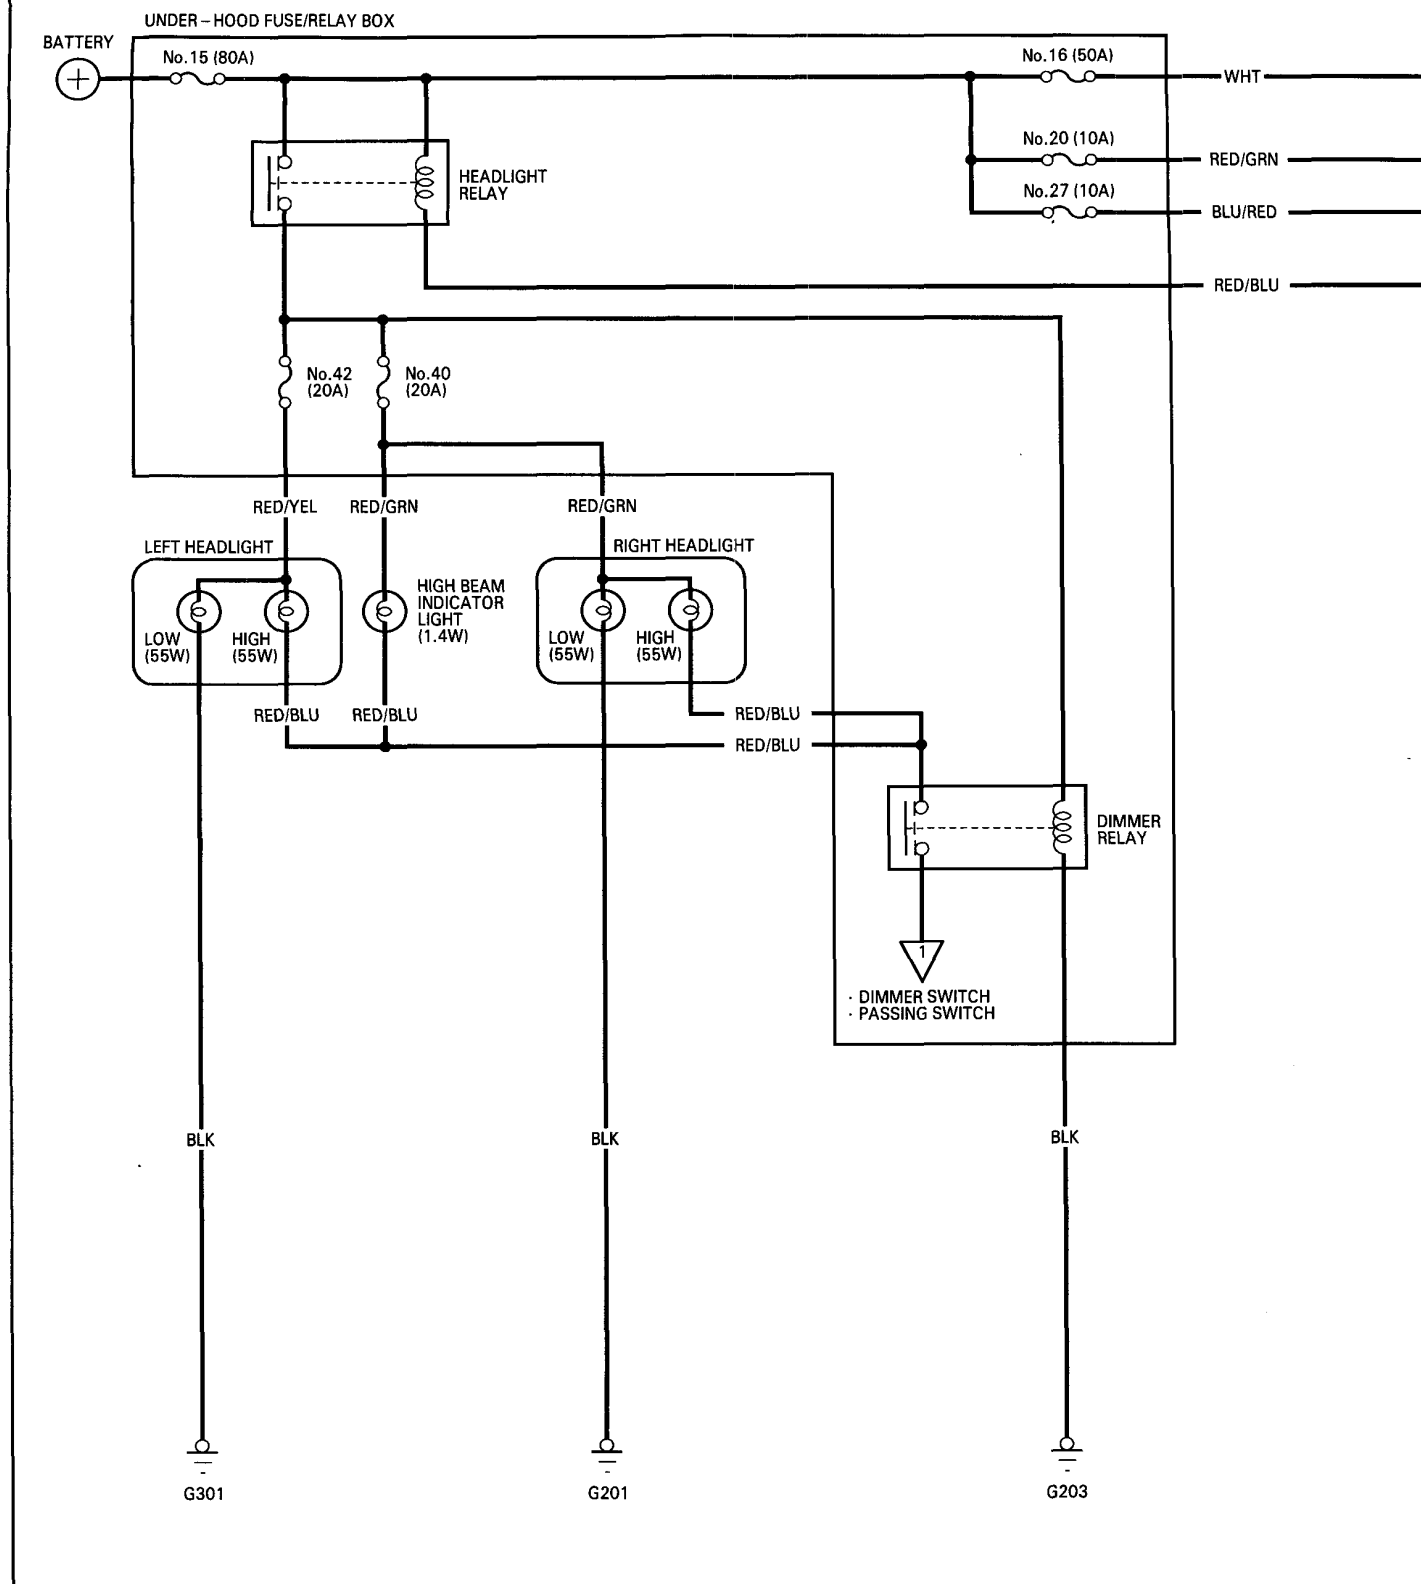 UNDER-HOOD FUSE/RELAY BOX
BATTERY
No.15 (80A)
No.16 (50A)
WHT
No.20 (10A)
RED/GRN
No.27 (10A)
BLU/RED
HEADLIGHT
RELAY
RED/BLU
No.42
(20A)
No.40
(20A)
RED/YEL
RED/GRN
RED/GRN
LEFT HEADLIGHT
RIGHT HEADLIGHT
HIGH BEAM
INDICATOR
LIGHT
(1.4W)
LOW
(55W)
HIGH
(55W)
LOW
(55W)
HIGH
(55W)
RED/BLU
RED/BLU
RED/BLU
RED/BLU
DIMMER
RELAY
1
· DIMMER SWITCH
· PASSING SWITCH
BLK
BLK
BLK
G301
G201
G203